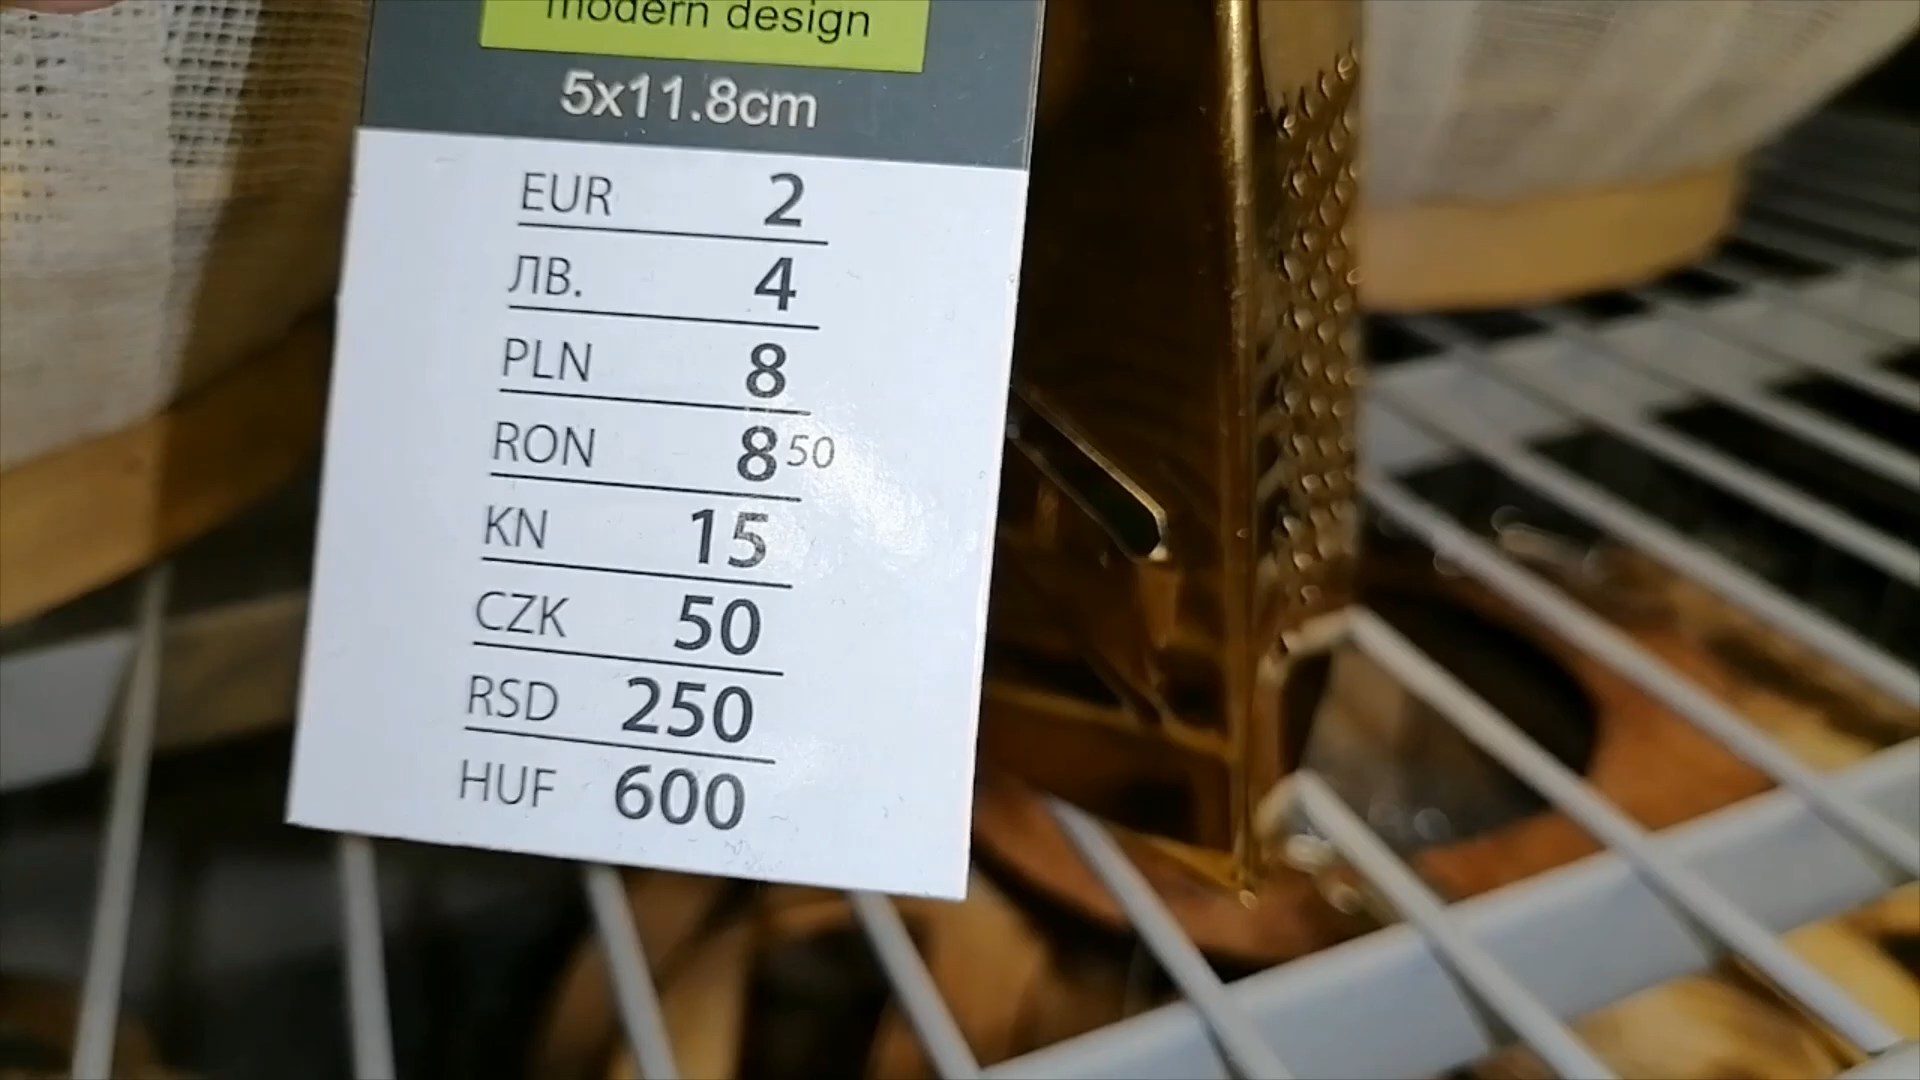 modern design
5x11.8cm
EUR 2
ЛВ. 4
PLN 8
RON 8 50
KN 15
CZK 50
RSD 250
HUF 600